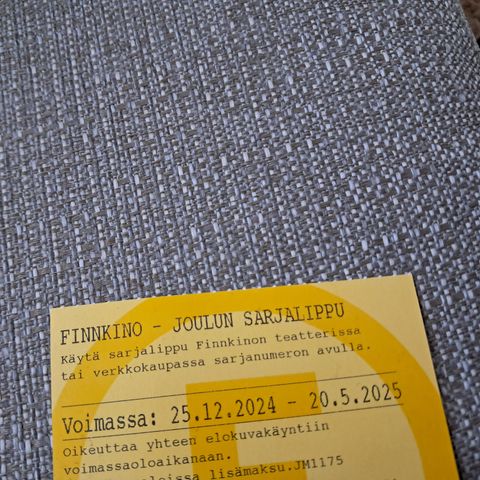 FINNKINO - JOULUN SARJALIPPU
Käytä sarjalippu Finnkinon teatterissa
tai verkkokaupassa sarjanumeron avulla.
Voimassa: 25.12.2024 - 20.5.2025
Oikeuttaa yhteen elokuvakäyntiin
voimassaoloaikanaan.
lisämaksu.JM1175